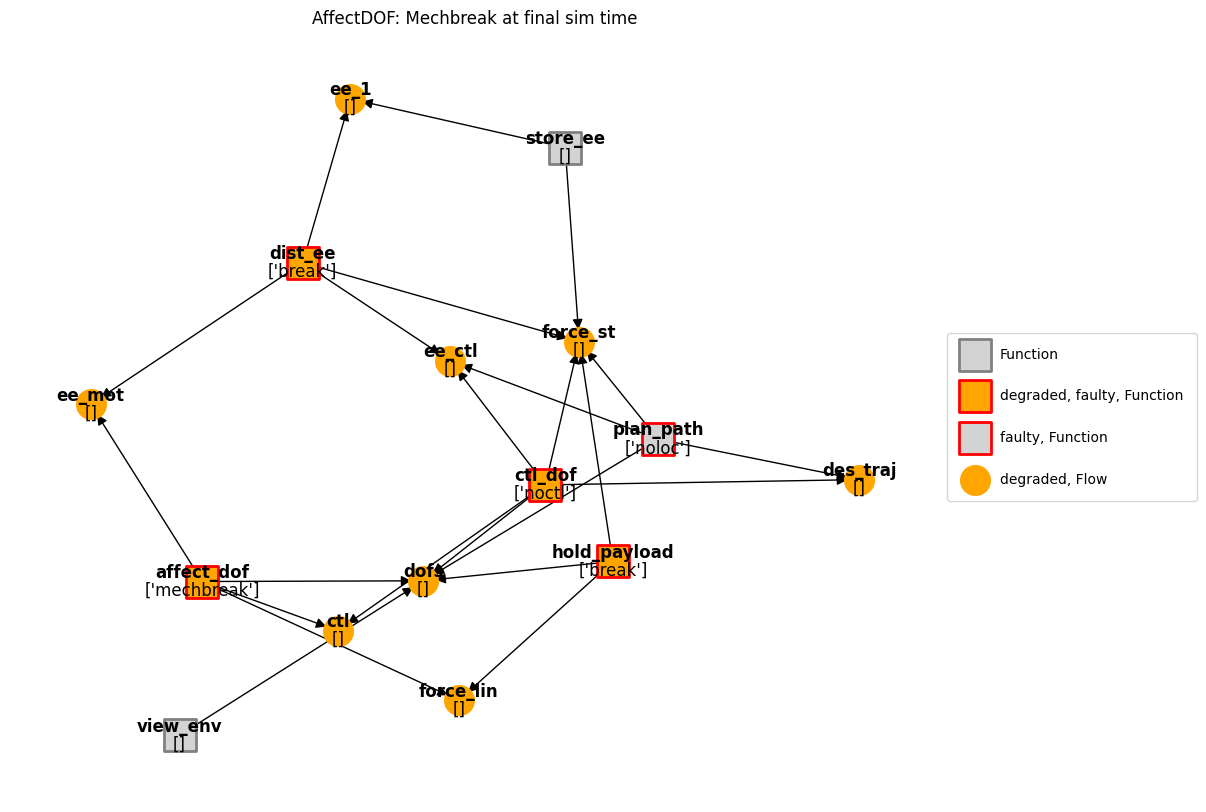 AffectDOF: Mechbreak at final sim time
ee_1
[]
store_ee
[]
dist_ee
['break']
force_st
[]
ee_ctl
[]
ee_mot
[]
plan_path
['noloc']
des_traj
[]
ctl_dof
['noctl']
hold_payload
['break']
affect_dof
['mechbreak']
dofs
[]
ctl
[]
force_lin
[]
view_env
[]
Function
degraded, faulty, Function
faulty, Function
degraded, Flow